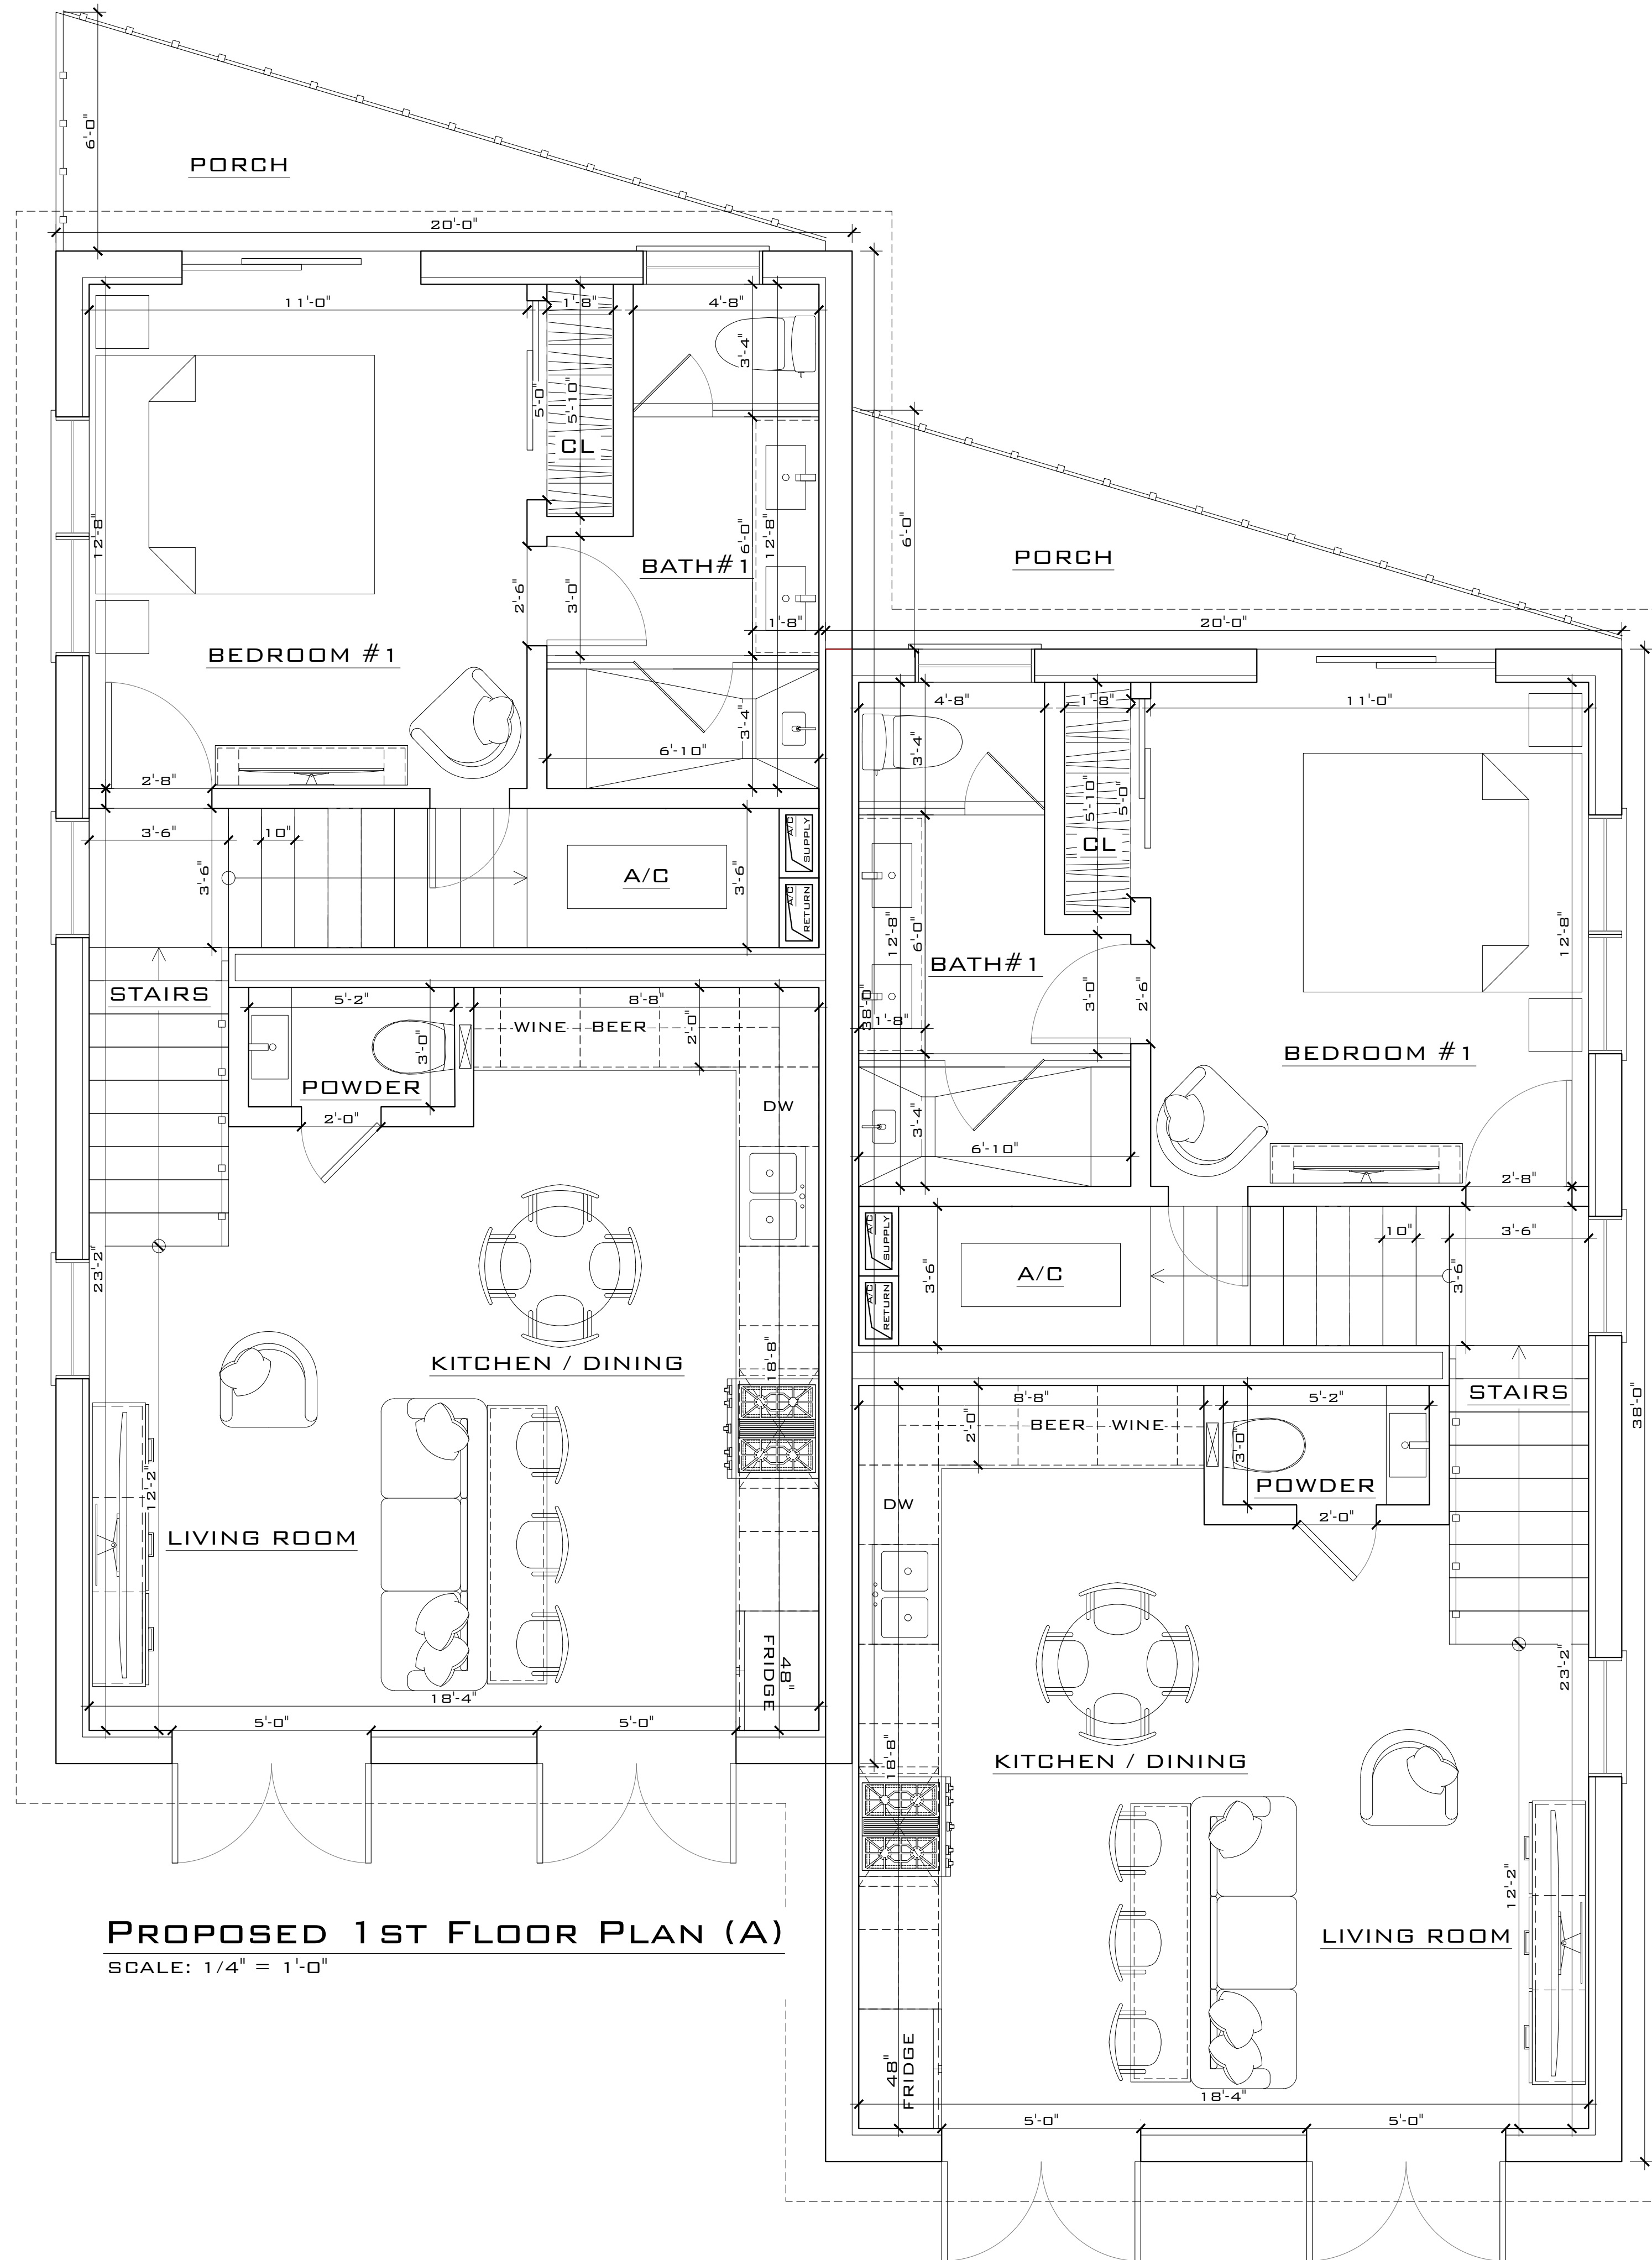 6'-0"
PORCH
20'-0"
11'-0"
1'-8"
4'-8"
3'-4"
5'-0"
5'-10"
CL
12'-8"
6'-0"
12'-8"
BATH#1
2'-6"
3'-0"
1'-8"
BEDROOM #1
3'-4"
6'-10"
2'-8"
3'-6"
10"
3'-6"
A/C
3'-6"
A/C
SUPPLY
A/C
RETURN
STAIRS
5'-2"
8'-8"
3'-0"
WINE
BEER
2'-0"
POWDER
2'-0"
DW
23'-2"
KITCHEN / DINING
18'-8"
12'-2"
LIVING ROOM
FRIDGE
48"
18'-4"
5'-0"
5'-0"
6'-0"
PORCH
20'-0"
4'-8"
1'-8"
11'-0"
3'-4"
5'-10"
5'-0"
CL
12'-8"
6'-0"
12'-8"
BATH#1
38'-0"
1'-8"
3'-0"
2'-6"
BEDROOM #1
3'-4"
6'-10"
2'-8"
A/C
SUPPLY
A/C
RETURN
3'-6"
A/C
10"
3'-6"
3'-6"
8'-8"
5'-2"
STAIRS
38'-0"
2'-0"
BEER
WINE
3'-0"
POWDER
2'-0"
DW
23'-2"
KITCHEN / DINING
18'-8"
12'-2"
LIVING ROOM
48"
FRIDGE
18'-4"
5'-0"
5'-0"
PROPOSED 1ST FLOOR PLAN (A)
SCALE: 1/4" = 1'-0"